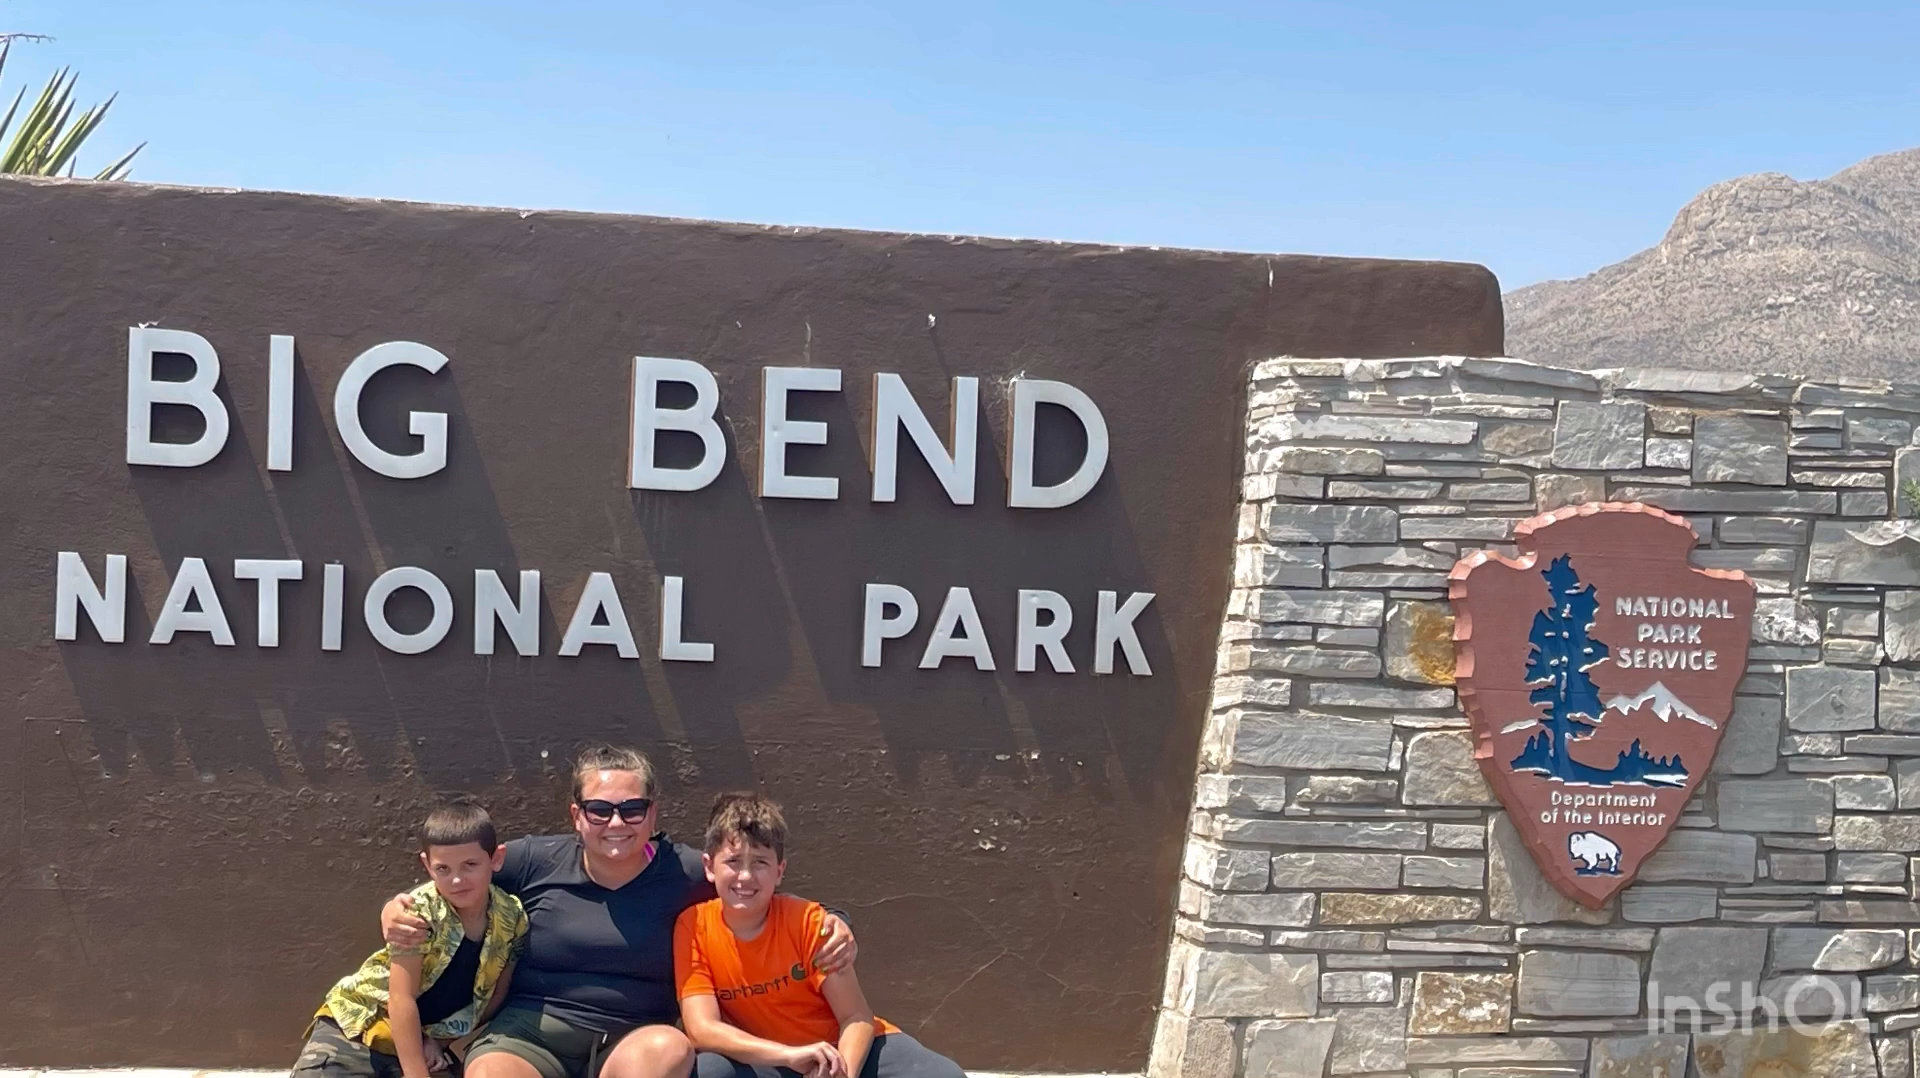 BIG BEND
NATIONAL PARK
NATIONAL
PARK
SERVICE
Department
of the Interior
Carhartt
InShOt